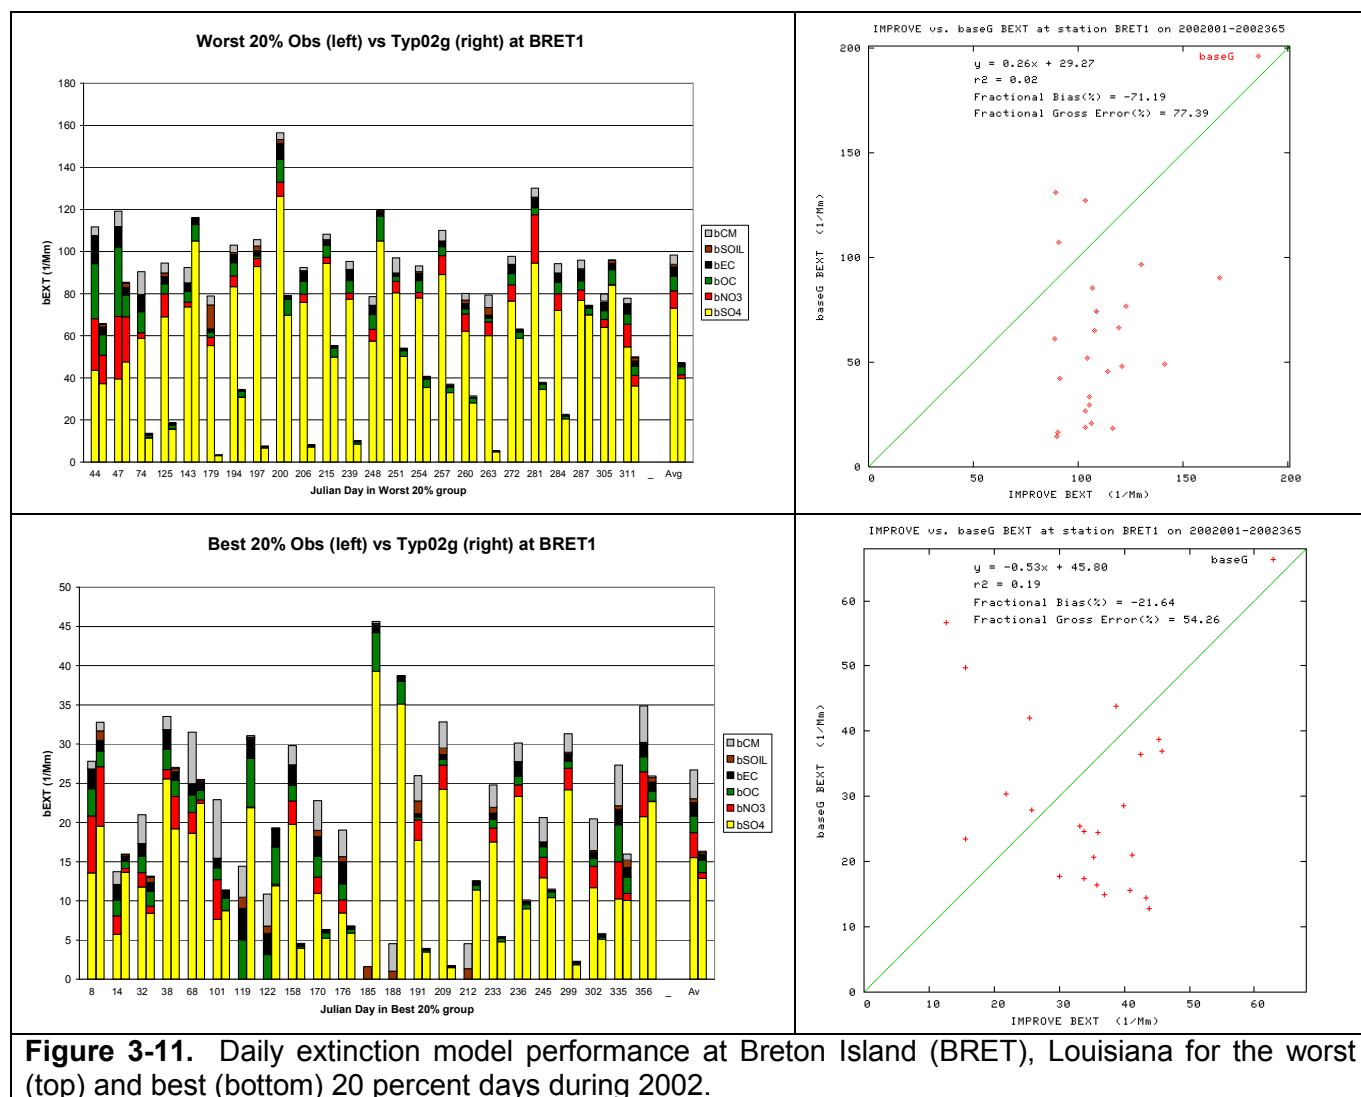 Worst 20% Obs (left) vs Typ02g (right) at BRET1
180
160
140
120
100
80
60
40
20
0
bEXT (1/Mm)
bCM
bSOIL
bEC
bOC
bNO3
bSO4
44 47 74 125 143 179 194 197 200 206 215 239 248 251 254 257 260 263 272 281 284 287 305 311 _ Avg
Julian Day in Worst 20% group
IMPROVE vs. baseG BEXT at station BRET1 on 2002001-2002365
200
150
100
50
0
baseG BEXT (1/Mm)
y = 0.26x + 29.27
r2 = 0.02
Fractional Bias(%) = -71.19
Fractional Gross Error(%) = 77.39
baseG
0 50 100 150 200
IMPROVE BEXT (1/Mm)
Best 20% Obs (left) vs Typ02g (right) at BRET1
50
45
40
35
30
25
20
15
10
5
0
bEXT (1/Mm)
bCM
bSOIL
bEC
bOC
bNO3
bSO4
8 14 32 38 68 101 119 122 158 170 176 185 188 191 209 212 233 236 245 299 302 335 356 _ Av
Julian Day in Best 20% group
IMPROVE vs. baseG BEXT at station BRET1 on 2002001-2002365
60
50
40
30
20
10
0
baseG BEXT (1/Mm)
y = -0.53x + 45.80
r2 = 0.19
Fractional Bias(%) = -21.64
Fractional Gross Error(%) = 54.26
baseG
0 10 20 30 40 50 60
IMPROVE BEXT (1/Mm)
Figure 3-11. Daily extinction model performance at Breton Island (BRET), Louisiana for the worst
(top) and best (bottom) 20 percent days during 2002.